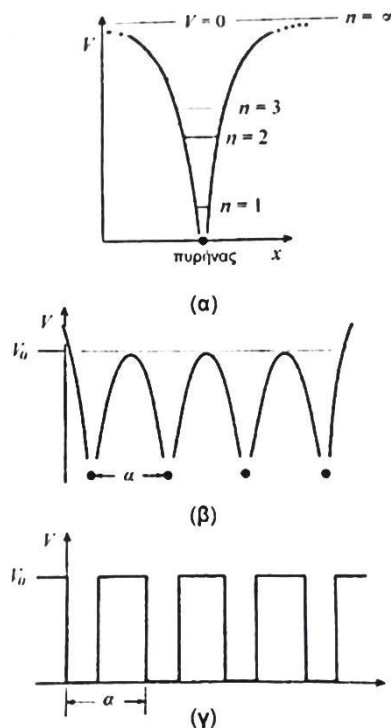 V
V = 0
n = ∞
n = 3
n = 2
n = 1
πυρήνας
x
(α)
V
V₀
α
(β)
V
V₀
α
(γ)